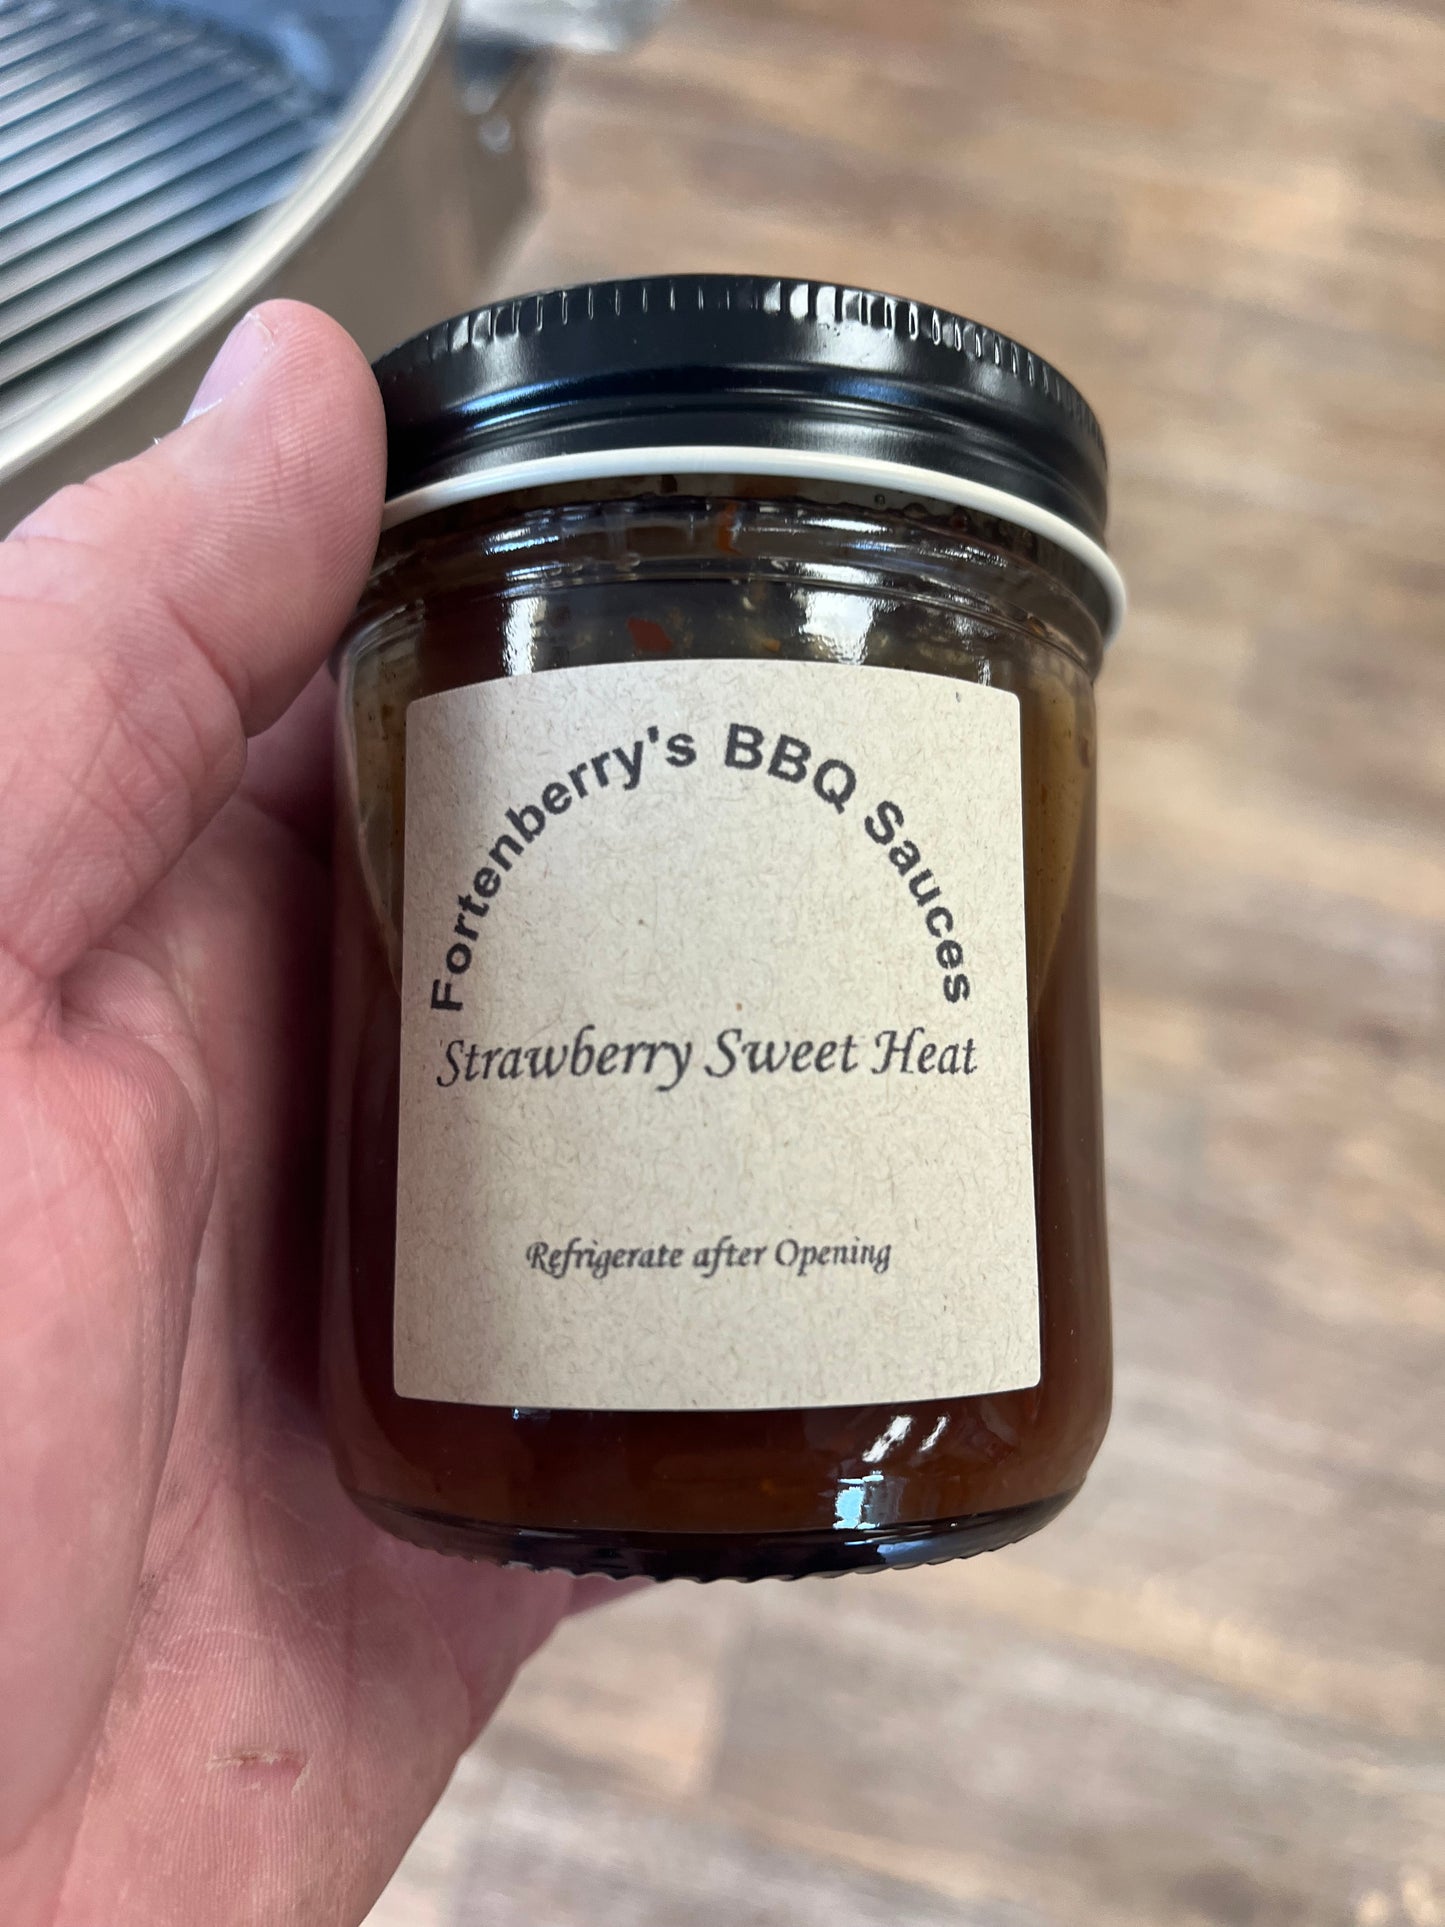 Fortenberry's BBQ Sauces
Strawberry Sweet Heat
Refrigerate after Opening